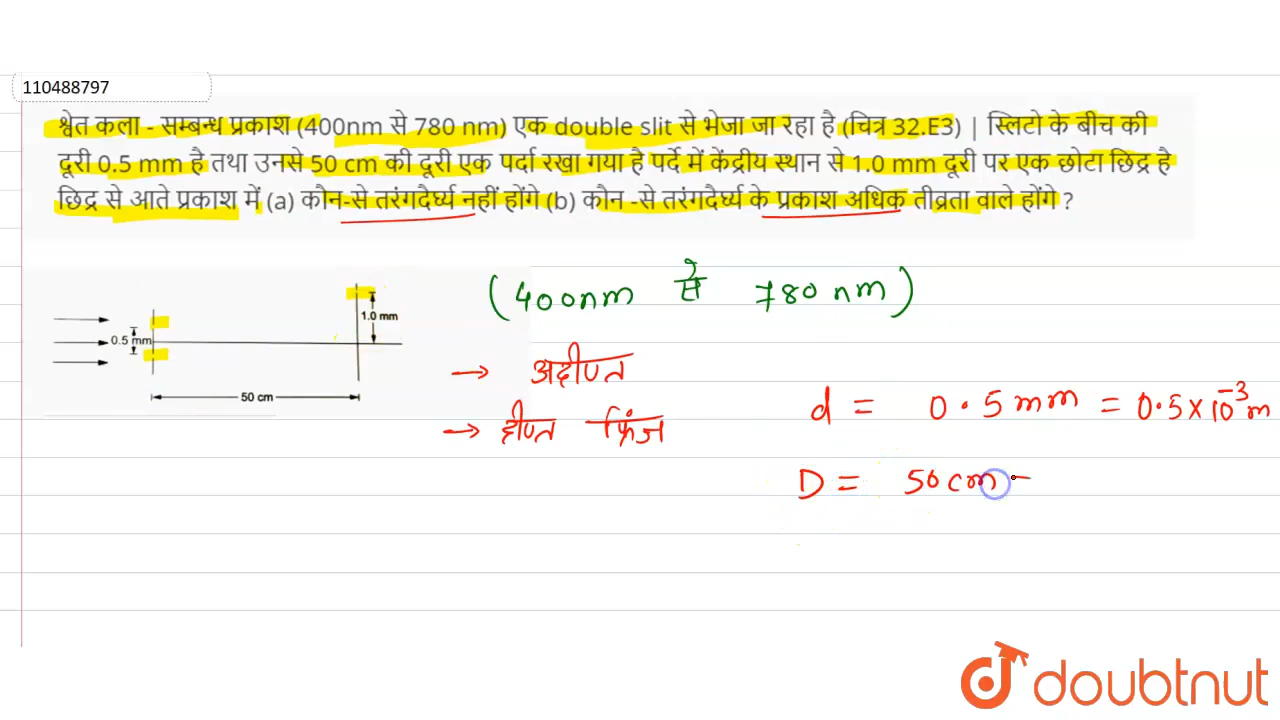 110488797
श्वेत कला - सम्बन्ध प्रकाश (400nm से 780 nm) एक double slit से भेजा जा रहा है (चित्र 32.E3) | स्लिटो के बीच की
दूरी 0.5 mm है तथा उनसे 50 cm की दूरी एक पर्दा रखा गया है पर्दे में केंद्रीय स्थान से 1.0 mm दूरी पर एक छोटा छिद्र है
छिद्र से आते प्रकाश में (a) कौन-से तरंगदैर्घ्य नहीं होंगे (b) कौन -से तरंगदैर्घ्य के प्रकाश अधिक तीव्रता वाले होंगे ?
(400nm से 780 nm)
1.0 mm
0.5 mm
50 cm
→ अदीप्त
→ दीप्त फ्रिंज
d = 0.5 mm = 0.5×10⁻³ m
D = 50 cm
doubtnut